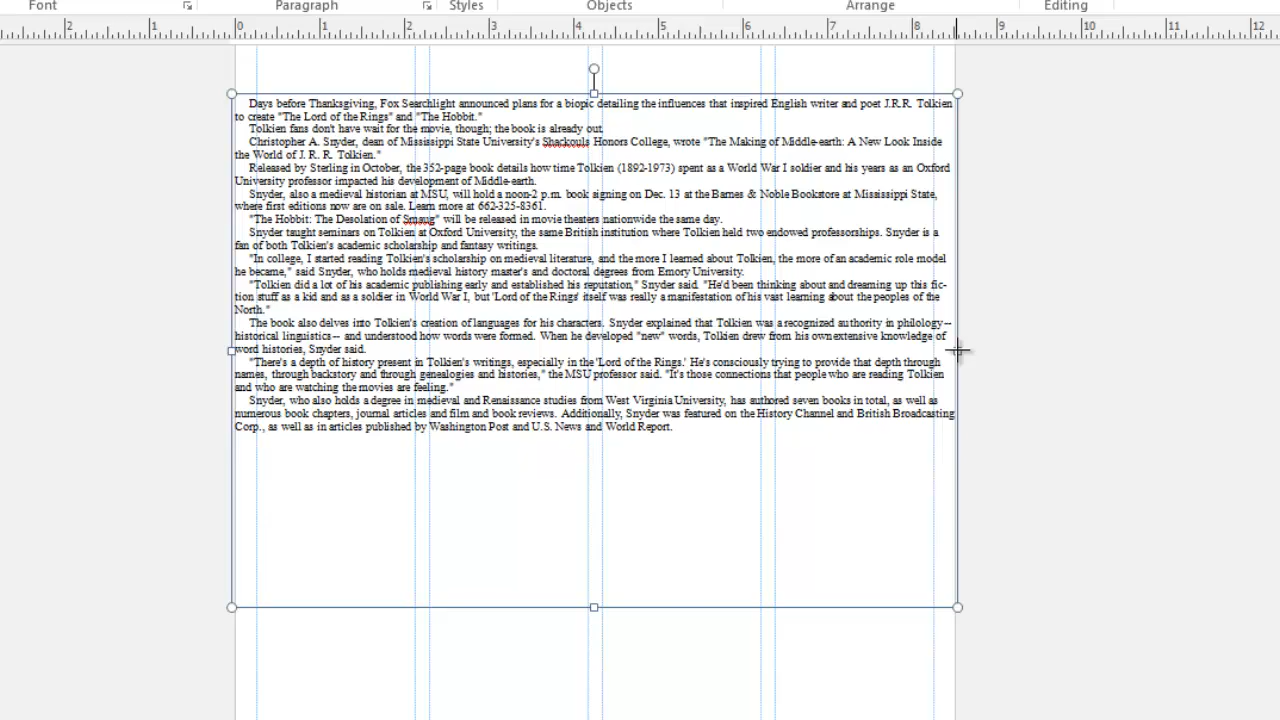 Font Paragraph Styles Objects Arrange Editing
2 1 0 1 2 3 4 5 6 7 8 9 10 11 12
Days before Thanksgiving, Fox Searchlight announced plans for a biopic detailing the influences that inspired English writer and poet J.R.R. Tolkien
to create "The Lord of the Rings" and "The Hobbit."
Tolkien fans don't have wait for the movie, though; the book is already out.
Christopher A. Snyder, dean of Mississippi State University's Shackouls Honors College, wrote "The Making of Middle-earth: A New Look Inside
the World of J. R. R. Tolkien."
Released by Sterling in October, the 352-page book details how time Tolkien (1892-1973) spent as a World War I soldier and his years as an Oxford
University professor impacted his development of Middle-earth.
Snyder, also a medieval historian at MSU, will hold a noon-2 p.m. book signing on Dec. 13 at the Barnes & Noble Bookstore at Mississippi State,
where first editions now are on sale. Learn more at 662-325-8361.
"The Hobbit: The Desolation of Smaug" will be released in movie theaters nationwide the same day.
Snyder taught seminars on Tolkien at Oxford University, the same British institution where Tolkien held two endowed professorships. Snyder is a
fan of both Tolkien's academic scholarship and fantasy writings.
"In college, I started reading Tolkien's scholarship on medieval literature, and the more I learned about Tolkien, the more of an academic role model
he became," said Snyder, who holds medieval history master's and doctoral degrees from Emory University.
"Tolkien did a lot of his academic publishing early and established his reputation," Snyder said. "He'd been thinking about and dreaming up this fic-
tion stuff as a kid and as a soldier in World War I, but 'Lord of the Rings' itself was really a manifestation of his vast learning about the peoples of the
North."
The book also delves into Tolkien's creation of languages for his characters. Snyder explained that Tolkien was a recognized authority in philology--
historical linguistics-- and understood how words were formed. When he developed "new" words, Tolkien drew from his own extensive knowledge of
word histories, Snyder said.
"There's a depth of history present in Tolkien's writings, especially in the 'Lord of the Rings.' He's consciously trying to provide that depth through
names, through backstory and through genealogies and histories," the MSU professor said. "It's those connections that people who are reading Tolkien
and who are watching the movies are feeling."
Snyder, who also holds a degree in medieval and Renaissance studies from West Virginia University, has authored seven books in total, as well as
numerous book chapters, journal articles and film and book reviews. Additionally, Snyder was featured on the History Channel and British Broadcasting
Corp., as well as in articles published by Washington Post and U.S. News and World Report.